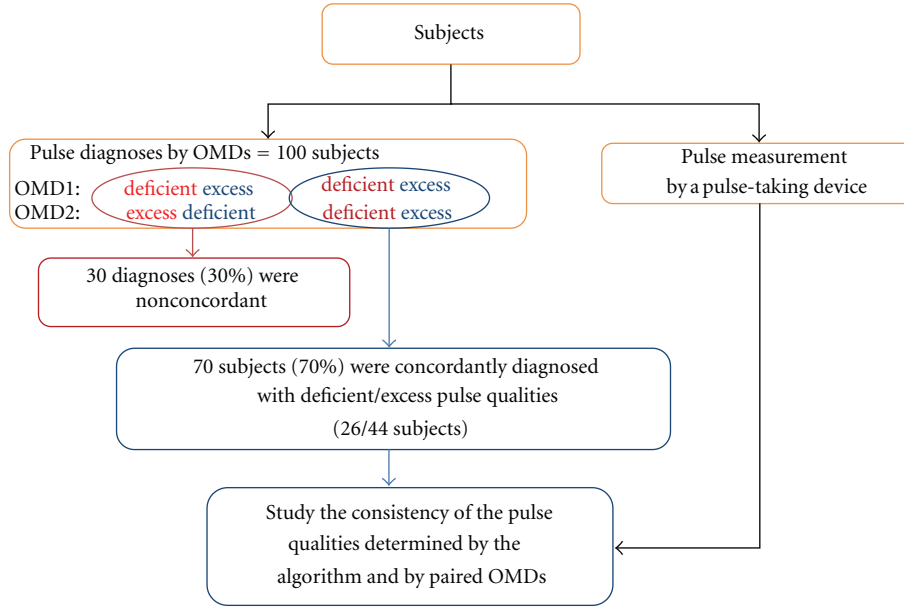 Subjects
Pulse diagnoses by OMDs = 100 subjects
OMD1: deficient excess deficient excess
OMD2: excess deficient deficient excess
Pulse measurement
by a pulse-taking device
30 diagnoses (30%) were
nonconcordant
70 subjects (70%) were concordantly diagnosed
with deficient/excess pulse qualities
(26/44 subjects)
Study the consistency of the pulse
qualities determined by the
algorithm and by paired OMDs